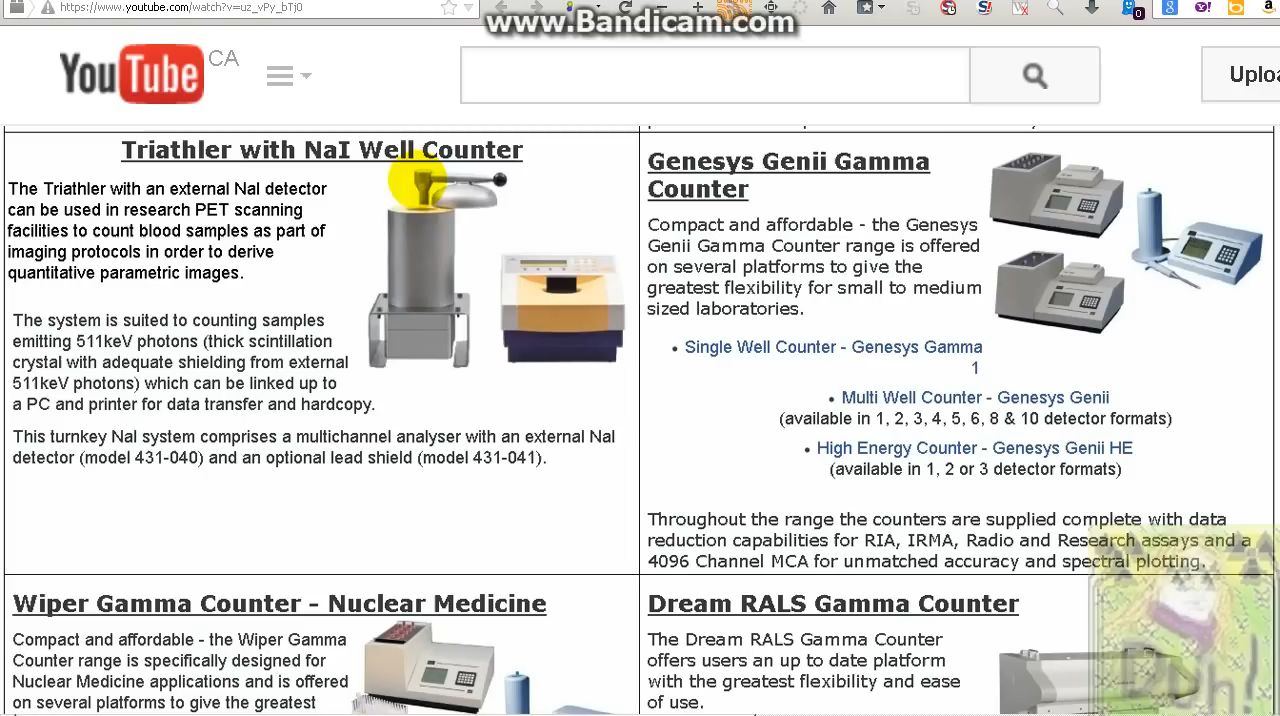 https://www.youtube.com/watch?v=uz_vPy_bTj0
www.Bandicam.com
YouTube CA
Uplo
Triathler with NaI Well Counter
The Triathler with an external NaI detector
can be used in research PET scanning
facilities to count blood samples as part of
imaging protocols in order to derive
quantitative parametric images.
The system is suited to counting samples
emitting 511keV photons (thick scintillation
crystal with adequate shielding from external
511keV photons) which can be linked up to
a PC and printer for data transfer and hardcopy.
This turnkey NaI system comprises a multichannel analyser with an external NaI
detector (model 431-040) and an optional lead shield (model 431-041).
Genesys Genii Gamma
Counter
Compact and affordable - the Genesys
Genii Gamma Counter range is offered
on several platforms to give the
greatest flexibility for small to medium
sized laboratories.
• Single Well Counter - Genesys Gamma
1
• Multi Well Counter - Genesys Genii
(available in 1, 2, 3, 4, 5, 6, 8 & 10 detector formats)
• High Energy Counter - Genesys Genii HE
(available in 1, 2 or 3 detector formats)
Throughout the range the counters are supplied complete with data
reduction capabilities for RIA, IRMA, Radio and Research assays and a
4096 Channel MCA for unmatched accuracy and spectral plotting.
Wiper Gamma Counter - Nuclear Medicine
Compact and affordable - the Wiper Gamma
Counter range is specifically designed for
Nuclear Medicine applications and is offered
on several platforms to give the greatest
Dream RALS Gamma Counter
The Dream RALS Gamma Counter
offers users an up to date platform
with the greatest flexibility and ease
of use.